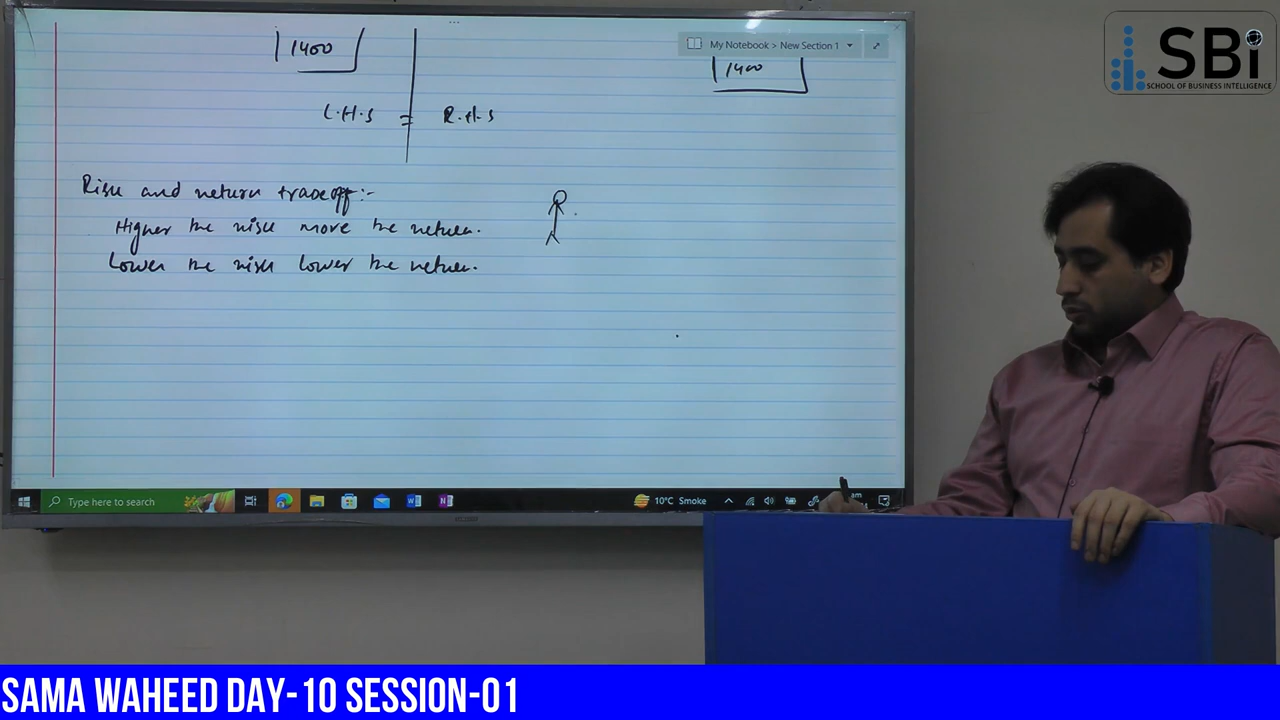 1400
My Notebook > New Section 1
1400
SBi
SCHOOL OF BUSINESS INTELLIGENCE
L.H.S = R.H.S
Risk and return tradeoff:-
Higher the risk more the return.
Lower the risk lower the return.
Type here to search
10°C Smoke
am
SAMA WAHEED DAY-10 SESSION-01